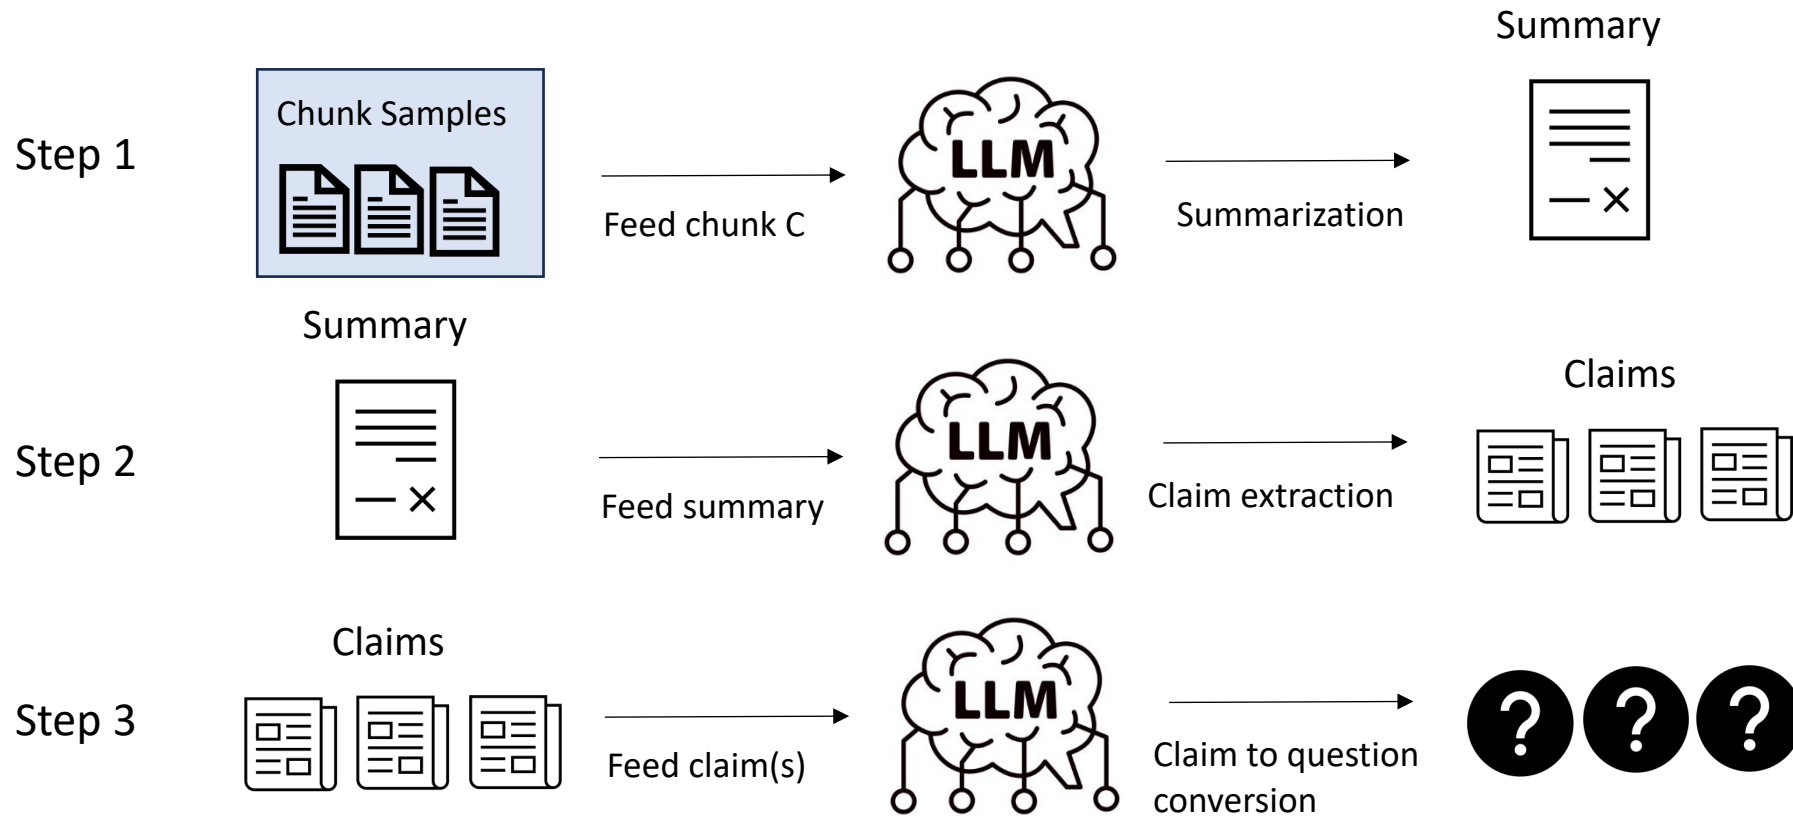 Summary
Chunk Samples
Step 1
LLM
Feed chunk C
Summarization
Summary
Claims
Step 2
LLM
Feed summary
Claim extraction
Claims
Step 3
LLM
Feed claim(s)
Claim to question
conversion
? ? ?